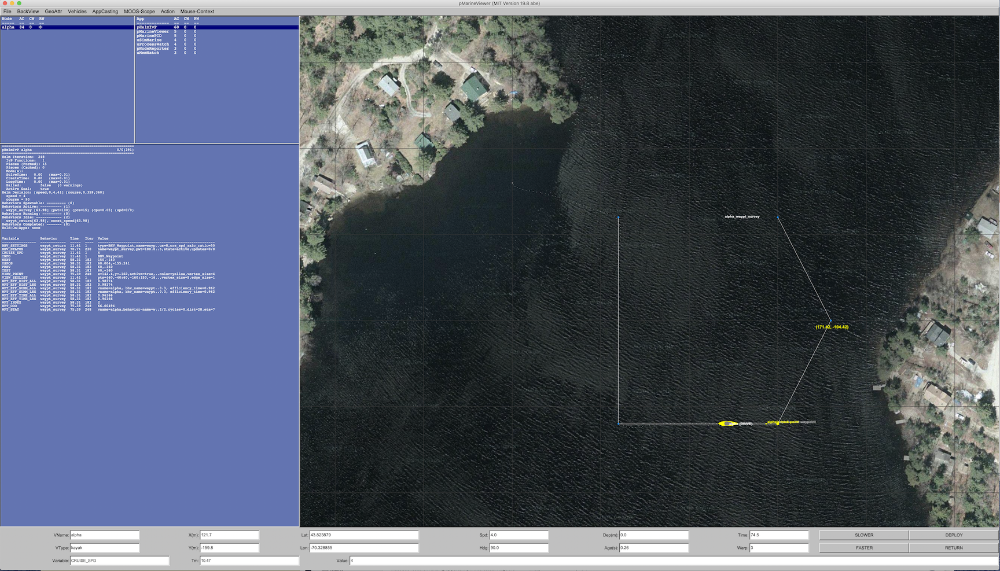 pMarineViewer (MIT Version 19.8 abe)
File BackView GeoAttr Vehicles AppCasting MOOS-Scope Action Mouse-Context
Node AC CW RW
alpha 84 0 0
App AC CW RW
pHelmIvP 60 0 0
pMarineViewer 5 0 0
pMarinePID 5 0 0
uSimMarine 4 0 0
uProcessWatch 4 0 0
pNodeReporter 3 0 0
uMemWatch 3 0 0
pHelmIvP alpha 0/0(291)
Helm Iteration: 248
IvP Functions: 1
Pieces (Formed): 15
Pieces (Cached): 0
Mode(s):
SolveTime: 0.00 (max=0.01)
CreateTime: 0.00 (max=0.01)
LoopTime: 0.00 (max=0.01)
Halted: false (0 warnings)
Active Goal: true
Helm Decision: [speed,0,4,41] [course,0,359,360]
speed = 4
course = 90
Behaviors Spawnable: --------- (0)
Behaviors Active: ---------- (1)
waypt_survey [63.98] (pwt=100) (pcs=15) (cpu=0.05) (upd=0/0)
Behaviors Running: --------- (0)
Behaviors Idle: ------------ (2)
waypt_return[63.98], const_speed[63.98]
Behaviors Completed: ------- (0)
Hold-On-Apps: none
Variable Behavior Time Iter Value
BHV_SETTINGS waypt_return 11.41 1 type=BHV_Waypoint,name=wayp..us=8,crs_spd_zaic_ratio=50
BHV_STATUS waypt_survey 70.71 230 name=waypt_survey,pwt=100.0..5,state=active,updates=0/0
CRUISE_SPD waypt_survey 11.41 1 4
INFO waypt_survey 11.41 1 BHV_Waypoint
NEXT waypt_survey 58.31 182 150,-160
OSPOS waypt_survey 58.31 182 60.004,-155.241
PREV waypt_survey 58.31 182 60,-160
TEST waypt_survey 58.31 182 60,-160
VIEW_POINT waypt_survey 75.39 248 x=142.4,y=-160,active=true,..color=yellow,vertex_size=4
VIEW_SEGLIST waypt_survey 11.41 1 pts={60,-40:60,-160:150,-16..,vertex_size=5,edge_size=1
WPT_EFF_DIST_ALL waypt_survey 58.31 182 0.98174
WPT_EFF_DIST_LEG waypt_survey 58.31 182 0.98174
WPT_EFF_SUMM_ALL waypt_survey 58.31 182 vname=alpha, bhv_name=waypt..0.3, efficiency_time=0.962
WPT_EFF_SUMM_LEG waypt_survey 58.31 182 vname=alpha, bhv_name=waypt..0.3, efficiency_time=0.962
WPT_EFF_TIME_ALL waypt_survey 58.31 182 0.96166
WPT_EFF_TIME_LEG waypt_survey 58.31 182 0.96166
WPT_INDEX waypt_survey 58.31 182 2
WPT_ODO waypt_survey 75.39 248 66.00494
WPT_STAT waypt_survey 75.39 248 vname=alpha,behavior-name=w..2/2,cycles=0,dist=28,eta=7
alpha_waypt_survey
(171.42, -104.42)
(DRIVE)
waypoint
VName: alpha X(m): 121.7 Lat: 43.823879 Spd: 4.0 Dep(m): 0.0 Time: 74.5 SLOWER DEPLOY
VType: kayak Y(m): -159.8 Lon: -70.328855 Hdg: 90.0 Age(s): 0.26 Warp: 3 FASTER RETURN
Variable: CRUISE_SPD Tm: 10.47 Value: 4